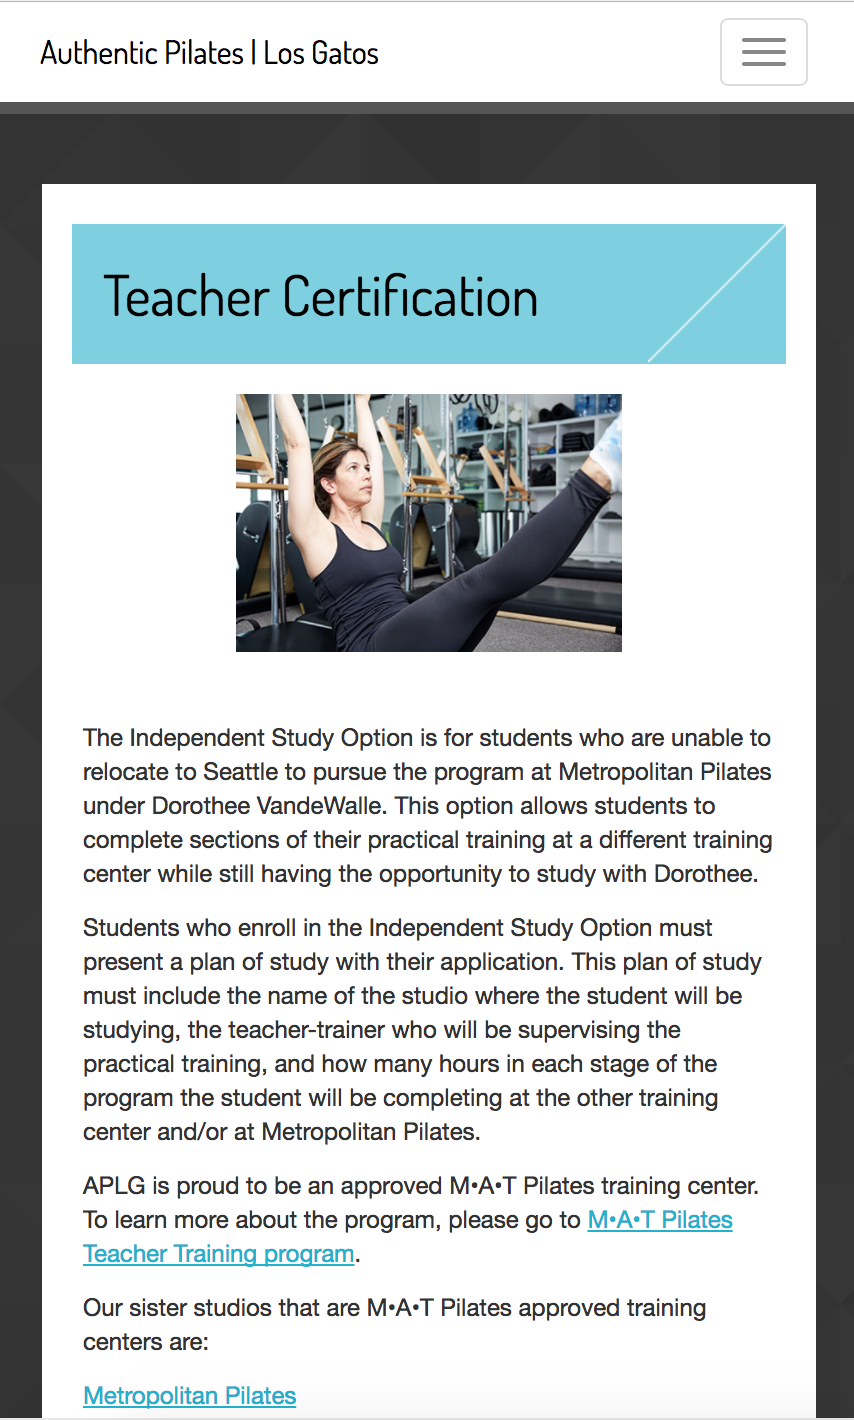 Authentic Pilates | Los Gatos
Teacher Certification
The Independent Study Option is for students who are unable to
relocate to Seattle to pursue the program at Metropolitan Pilates
under Dorothee VandeWalle. This option allows students to
complete sections of their practical training at a different training
center while still having the opportunity to study with Dorothee.
Students who enroll in the Independent Study Option must
present a plan of study with their application. This plan of study
must include the name of the studio where the student will be
studying, the teacher-trainer who will be supervising the
practical training, and how many hours in each stage of the
program the student will be completing at the other training
center and/or at Metropolitan Pilates.
APLG is proud to be an approved M•A•T Pilates training center.
To learn more about the program, please go to M•A•T Pilates
Teacher Training program.
Our sister studios that are M•A•T Pilates approved training
centers are:
Metropolitan Pilates